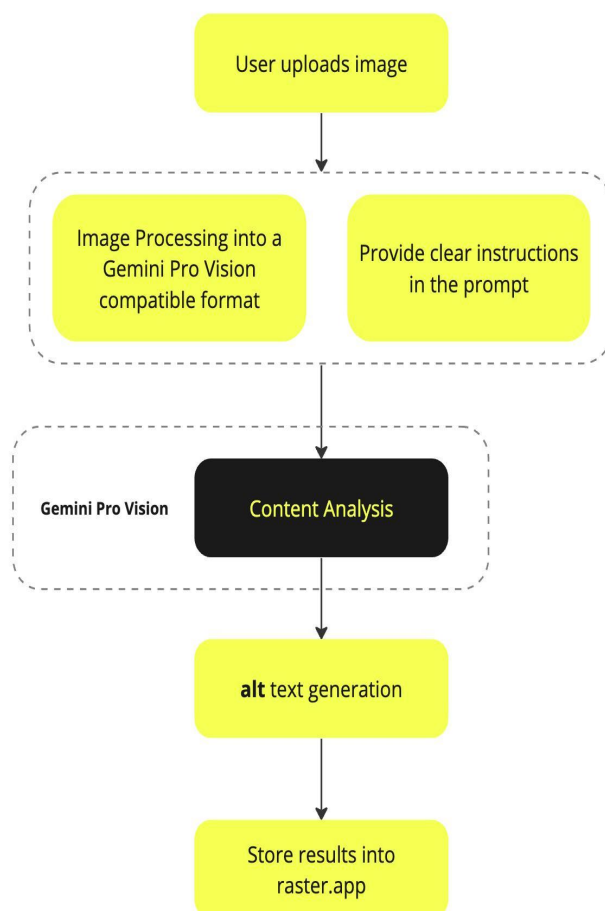 User uploads image
Image Processing into a
Gemini Pro Vision
compatible format
Provide clear instructions
in the prompt
Gemini Pro Vision
Content Analysis
alt text generation
Store results into
raster.app